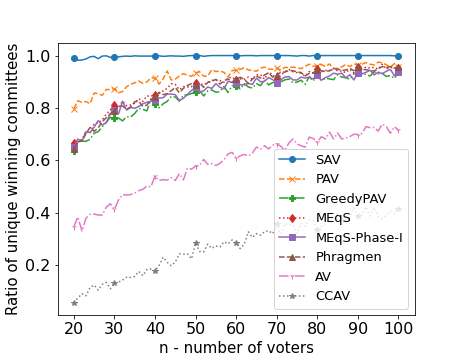 Ratio of unique winning committees
1.0
0.8
0.6
0.4
0.2
20 30 40 50 60 70 80 90 100
n - number of voters
SAV
PAV
GreedyPAV
MEqS
MEqS-Phase-I
Phragmen
AV
CCAV